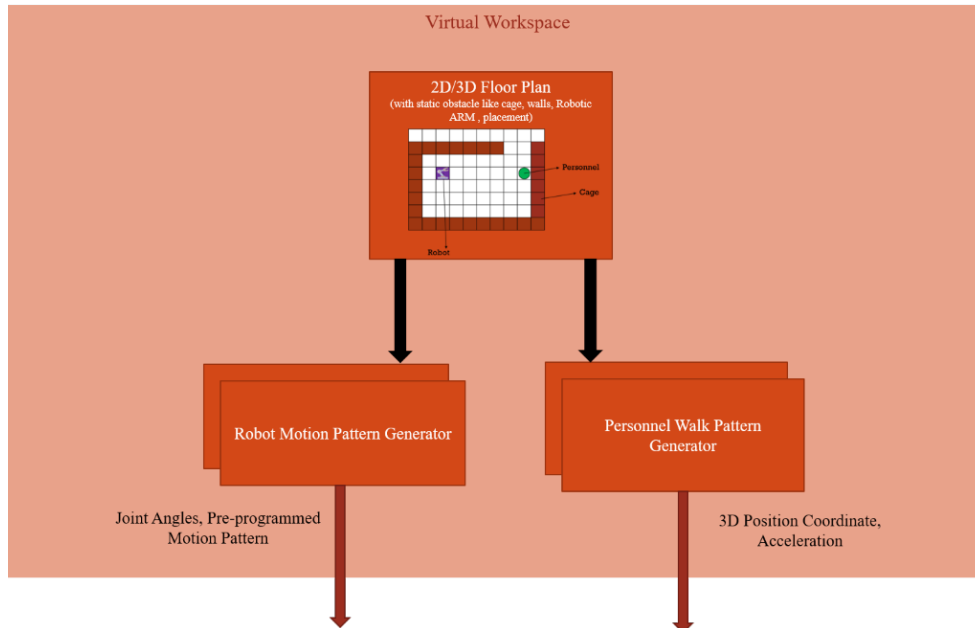 Virtual Workspace
2D/3D Floor Plan
(with static obstacle like cage, walls, Robotic
ARM , placement)
Personnel
Cage
Robot
Robot Motion Pattern Generator
Personnel Walk Pattern
Generator
Joint Angles, Pre-programmed
Motion Pattern
3D Position Coordinate,
Acceleration